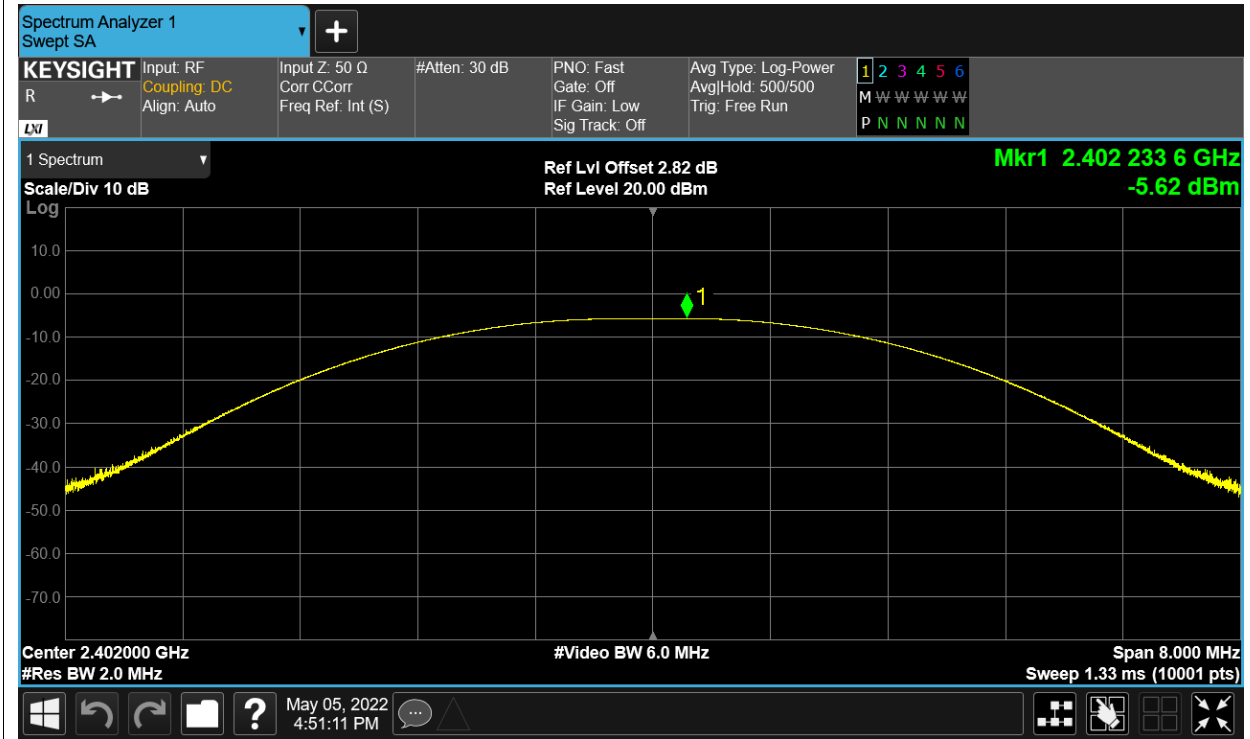 Spectrum Analyzer 1
Swept SA
+
KEYSIGHT
R
LXI
Input: RF
Coupling: DC
Align: Auto
Input Z: 50 Ω
Corr CCorr
Freq Ref: Int (S)
#Atten: 30 dB
PNO: Fast
Gate: Off
IF Gain: Low
Sig Track: Off
Avg Type: Log-Power
Avg|Hold: 500/500
Trig: Free Run
1 2 3 4 5 6
M W W W W W
P N N N N N
1 Spectrum
Scale/Div 10 dB
Log
Ref Lvl Offset 2.82 dB
Ref Level 20.00 dBm
Mkr1 2.402 233 6 GHz
-5.62 dBm
10.0
0.00
-10.0
-20.0
-30.0
-40.0
-50.0
-60.0
-70.0
1
Center 2.402000 GHz
#Res BW 2.0 MHz
#Video BW 6.0 MHz
Span 8.000 MHz
Sweep 1.33 ms (10001 pts)
?
May 05, 2022
4:51:11 PM